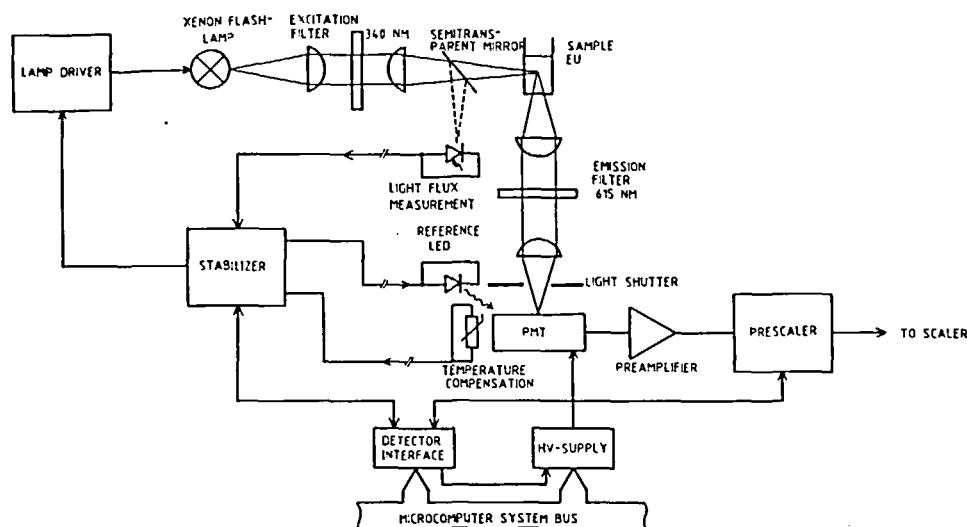 XENON FLASH-
LAMP
EXCITATION
FILTER
340 NM
SEMITRANS-
PARENT MIRROR
SAMPLE
EU
LAMP DRIVER
EMISSION
FILTER
615 NM
LIGHT FLUX
MEASUREMENT
REFERENCE
LED
STABILIZER
LIGHT SHUTTER
PMT
PREAMPLIFIER
PRESCALER
TO SCALER
TEMPERATURE
COMPENSATION
DETECTOR
INTERFACE
HV-SUPPLY
MICROCOMPUTER SYSTEM BUS